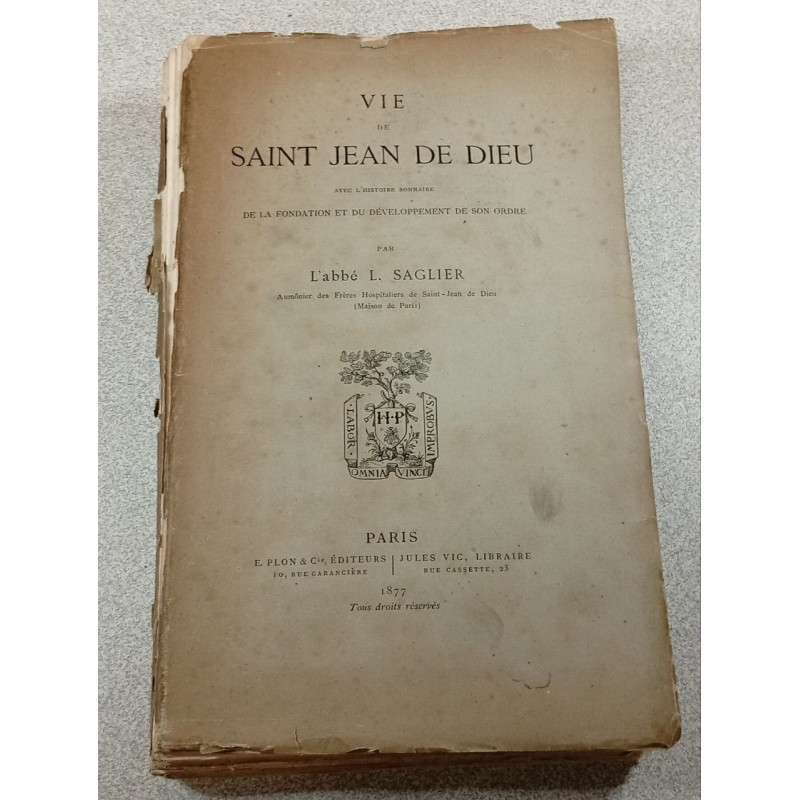 VIE
DE
SAINT JEAN DE DIEU
AVEC L'HISTOIRE SOMMAIRE
DE LA FONDATION ET DU DÉVELOPPEMENT DE SON ORDRE
PAR
L'abbé L. SAGLIER
Aumônier des Frères Hospitaliers de Saint-Jean de Dieu
(Maison de Paris)
H·P
·LABOR·
IMPROBVS·
OMNIA VINCIT
PARIS
E. PLON & Cie, ÉDITEURS | JULES VIC, LIBRAIRE
10, RUE GARANCIÈRE RUE CASSETTE, 23
1877
Tous droits réservés